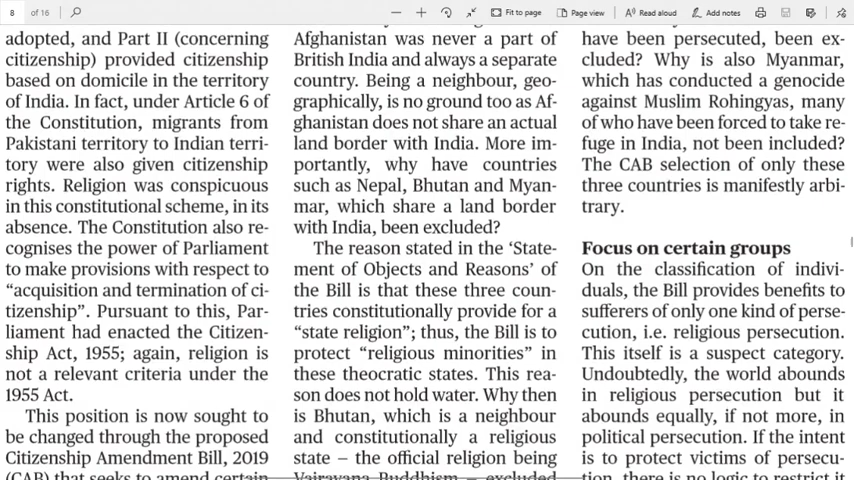 8 of 16 Fit to page Page view Read aloud Add notes
adopted, and Part II (concerning
citizenship) provided citizenship
based on domicile in the territory
of India. In fact, under Article 6 of
the Constitution, migrants from
Pakistani territory to Indian terri-
tory were also given citizenship
rights. Religion was conspicuous
in this constitutional scheme, in its
absence. The Constitution also re-
cognises the power of Parliament
to make provisions with respect to
“acquisition and termination of ci-
tizenship”. Pursuant to this, Par-
liament had enacted the Citizen-
ship Act, 1955; again, religion is
not a relevant criteria under the
1955 Act.
This position is now sought to
be changed through the proposed
Citizenship Amendment Bill, 2019
(CAB) that seeks to amend certain
Afghanistan was never a part of
British India and always a separate
country. Being a neighbour, geo-
graphically, is no ground too as Af-
ghanistan does not share an actual
land border with India. More im-
portantly, why have countries
such as Nepal, Bhutan and Myan-
mar, which share a land border
with India, been excluded?
The reason stated in the ‘State-
ment of Objects and Reasons’ of
the Bill is that these three coun-
tries constitutionally provide for a
“state religion”; thus, the Bill is to
protect “religious minorities” in
these theocratic states. This rea-
son does not hold water. Why then
is Bhutan, which is a neighbour
and constitutionally a religious
state – the official religion being
Vajrayana Buddhism – excluded
have been persecuted, been ex-
cluded? Why is also Myanmar,
which has conducted a genocide
against Muslim Rohingyas, many
of who have been forced to take re-
fuge in India, not been included?
The CAB selection of only these
three countries is manifestly arbi-
trary.
Focus on certain groups
On the classification of indivi-
duals, the Bill provides benefits to
sufferers of only one kind of perse-
cution, i.e. religious persecution.
This itself is a suspect category.
Undoubtedly, the world abounds
in religious persecution but it
abounds equally, if not more, in
political persecution. If the intent
is to protect victims of persecu-
tion, there is no logic to restrict it